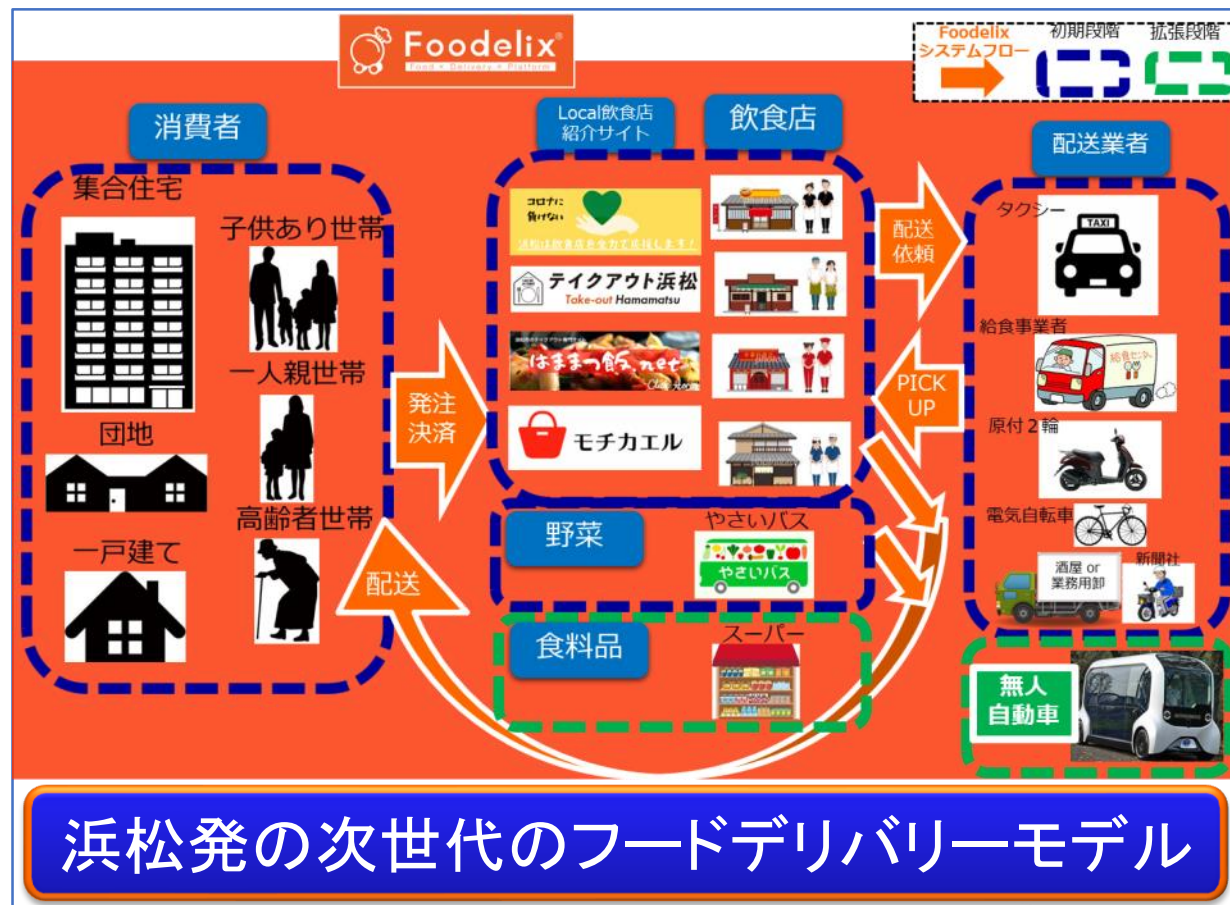 Foodelix®
Food × Delivery × Platform
Foodelix
システムフロー
初期段階
拡張段階
消費者
集合住宅
子供あり世帯
一人親世帯
団地
高齢者世帯
一戸建て
発注
決済
配送
Local飲食店
紹介サイト
飲食店
コロナに
負けない
浜松は飲食店を全力で応援します！
テイクアウト浜松
Take-out Hamamatsu
はままつ飯.net
モチカエル
野菜
やさいバス
やさいバス
食料品
スーパー
配送
依頼
PICK
UP
配送業者
タクシー
TAXI
給食事業者
給食センター
原付２輪
電気自転車
酒屋 or
業務用卸
新聞社
無人
自動車
浜松発の次世代のフードデリバリーモデル